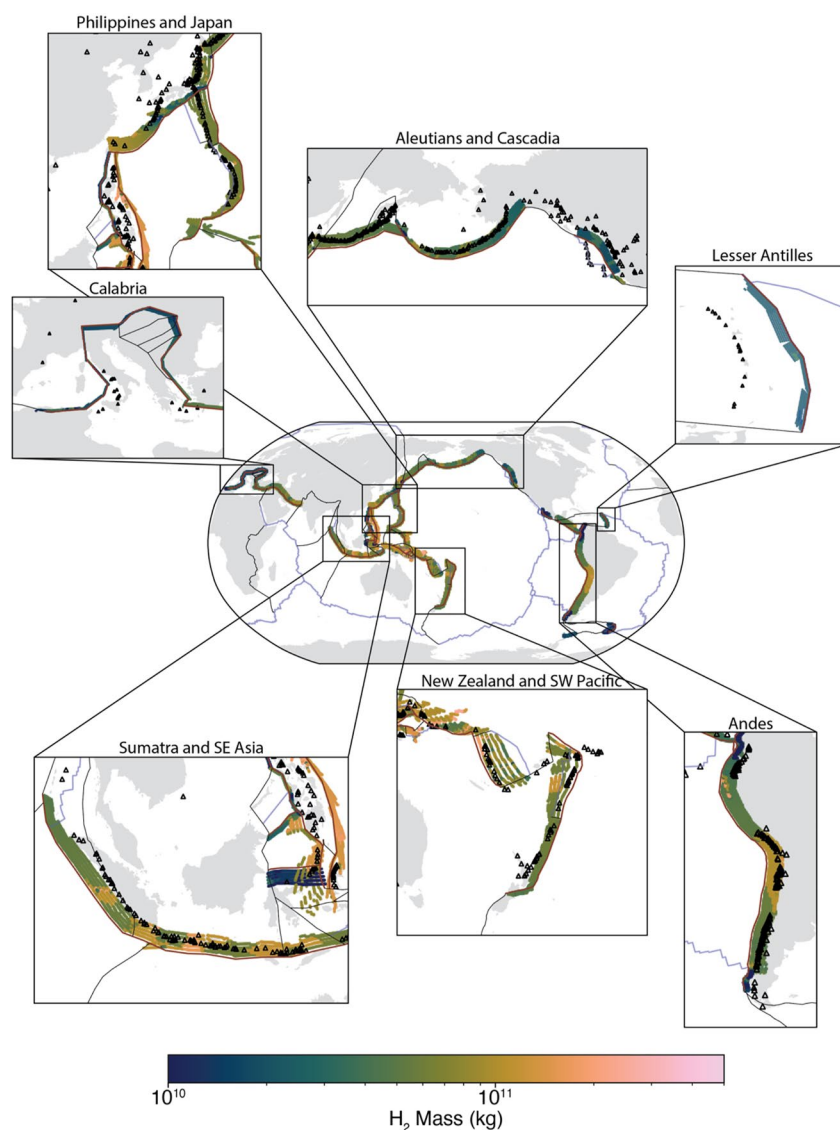 Philippines and Japan
Aleutians and Cascadia
Lesser Antilles
Calabria
New Zealand and SW Pacific
Sumatra and SE Asia
Andes
10¹⁰
10¹¹
H₂ Mass (kg)